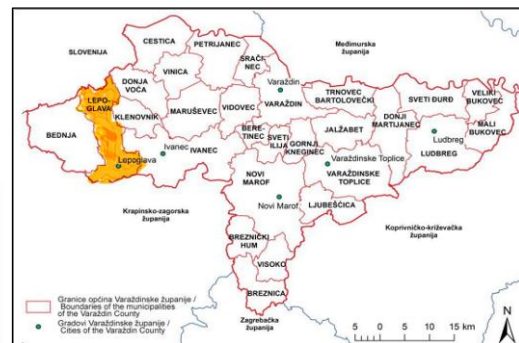 SLOVENIJA
CESTICA
PETRIJANEC
Međimurska
županija
SRAČI-
NEC
DONJA
VOĆA
VINICA
Varaždin
LEPO-
GLAVA
KLENOVNIK
MARUŠEVEC
VIDOVEC
VARAŽDIN
TRNOVEC
BARTOLOVEČKI
SVETI ĐURĐ
VELIKI
BUKOVEC
MALI
BUKOVEC
BEDNJA
Lepoglava
Ivanec
IVANEC
BERE-
TINEC
SVETI
ILIJA
GORNJI
KNEGINEC
JALŽABET
DONJI
MARTIJANEC
Ludbreg
LUDBREG
Varaždinske Toplice
VARAŽDINSKE
TOPLICE
NOVI
MAROF
Novi Marof
LJUBEŠĆICA
Krapinsko-zagorska
županija
Koprivničko-križevačka
županija
BREZNIČKI
HUM
VISOKO
BREZNICA
Zagrebačka
županija
Granice općina Varaždinske županije /
Boundaries of the municipalities
of the Varaždin County
Gradovi Varaždinske županije /
Cities of the Varaždin County
5 0 5 10 15 km
N